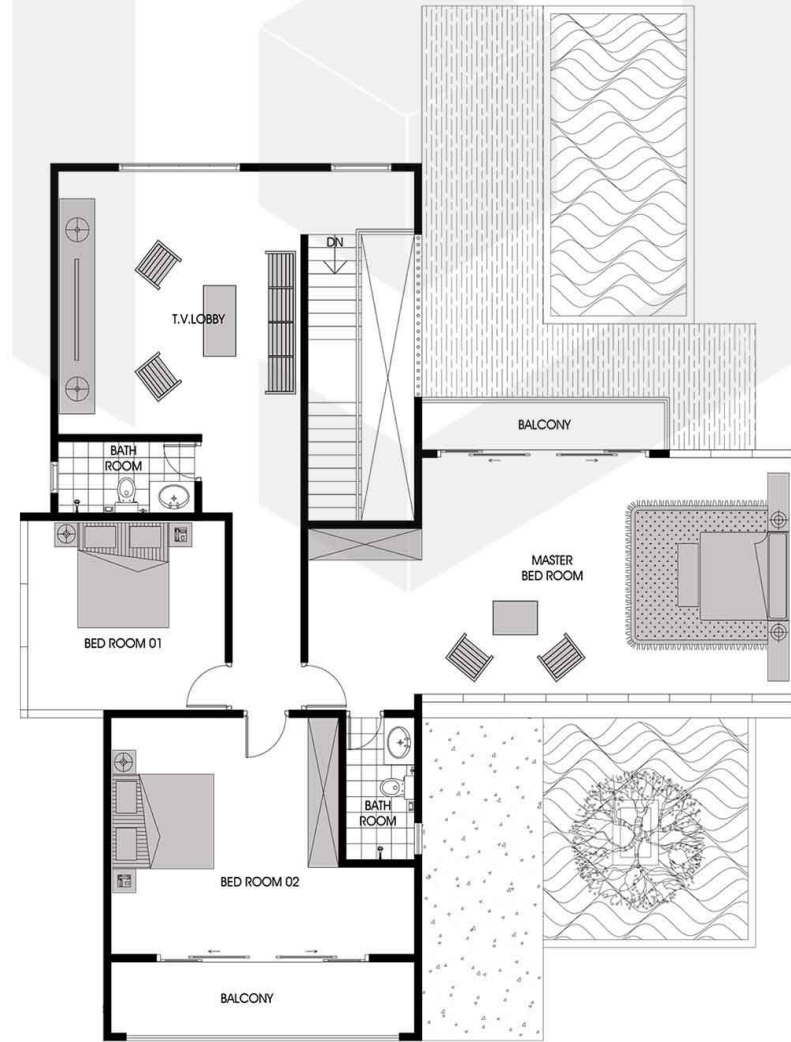 DN
T.V.LOBBY
BALCONY
BATH
ROOM
MASTER
BED ROOM
BED ROOM 01
BATH
ROOM
BED ROOM 02
BALCONY